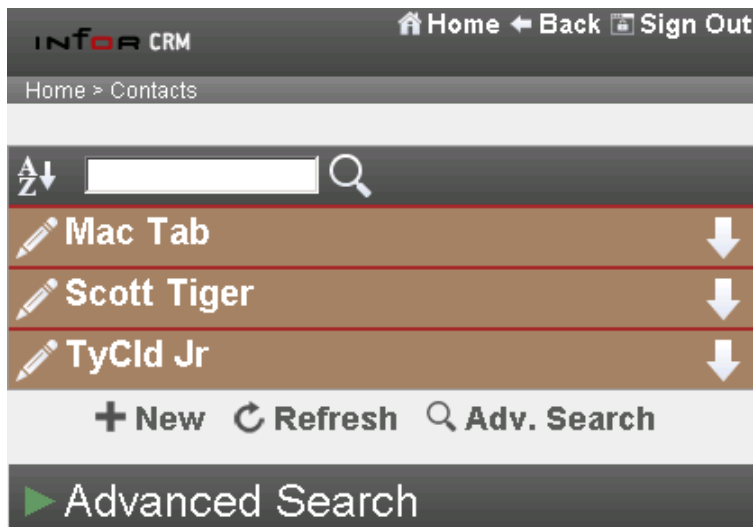 infor CRM
Home Back Sign Out
Home > Contacts
A
Z
Mac Tab
Scott Tiger
TyCld Jr
New Refresh Adv. Search
Advanced Search